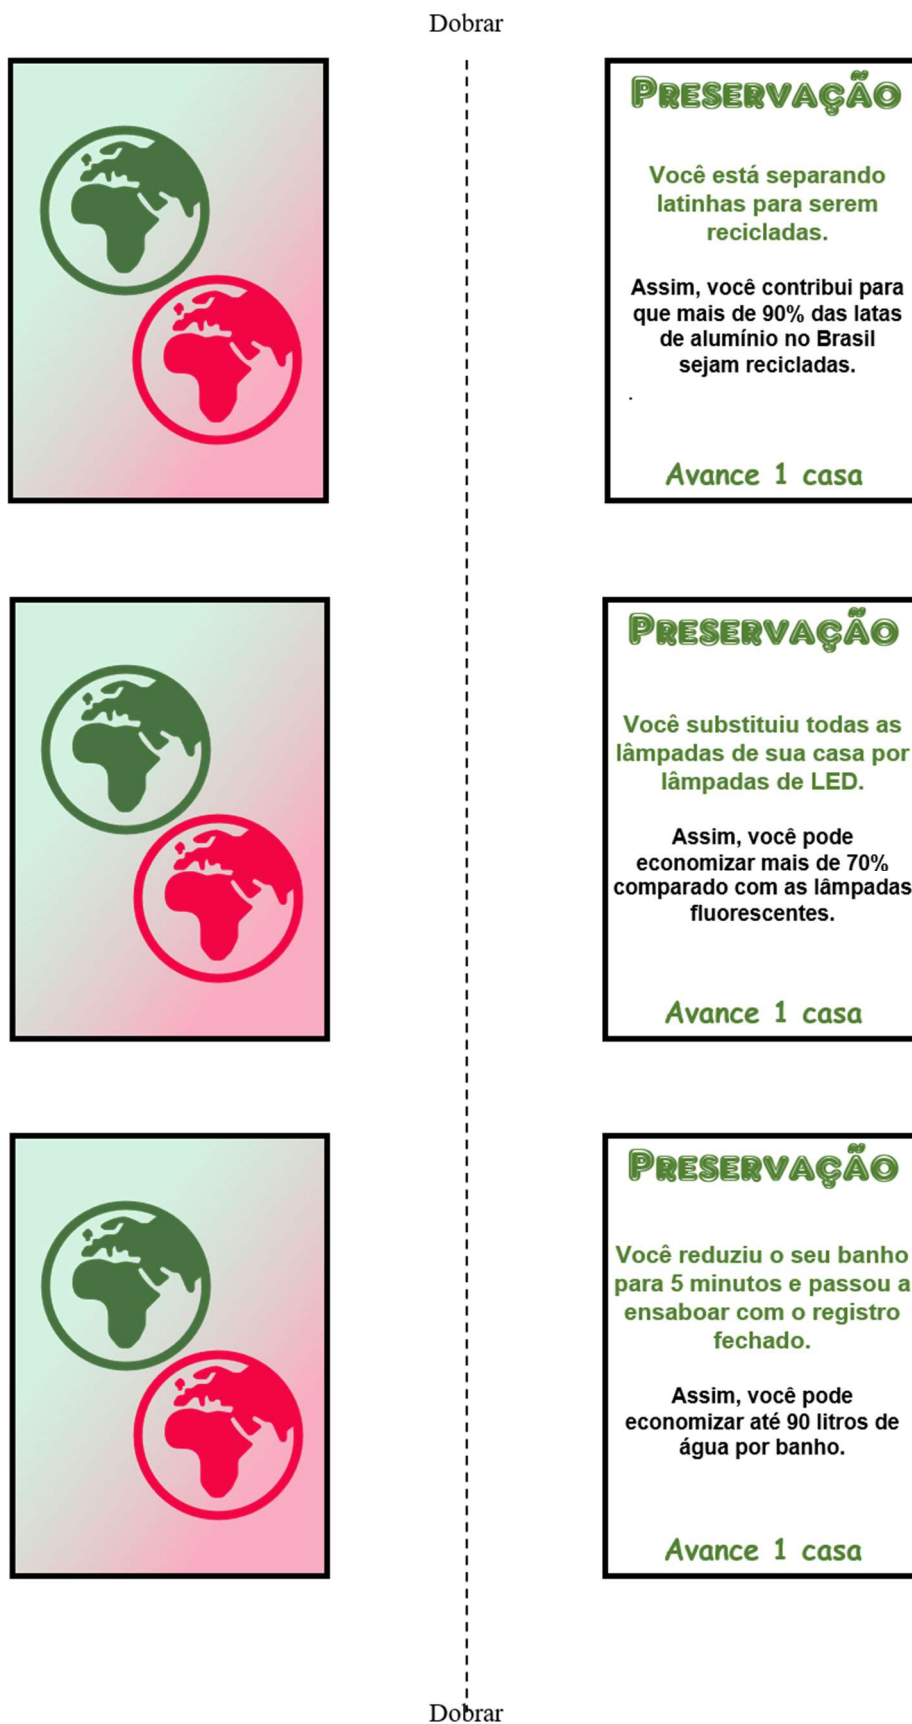 Dobrar
PRESERVAÇÃO
Você está separando
latinhas para serem
recicladas.
Assim, você contribui para
que mais de 90% das latas
de alumínio no Brasil
sejam recicladas.
.
Avance 1 casa
PRESERVAÇÃO
Você substituiu todas as
lâmpadas de sua casa por
lâmpadas de LED.
Assim, você pode
economizar mais de 70%
comparado com as lâmpadas
fluorescentes.
Avance 1 casa
PRESERVAÇÃO
Você reduziu o seu banho
para 5 minutos e passou a
ensaboar com o registro
fechado.
Assim, você pode
economizar até 90 litros de
água por banho.
Avance 1 casa
Dobrar